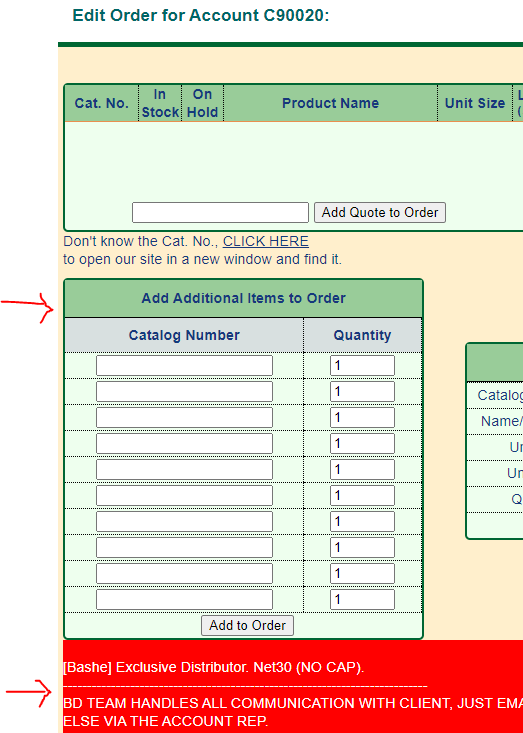 Edit Order for Account C90020:
Cat. No. In Stock On Hold Product Name Unit Size
Add Quote to Order
Don't know the Cat. No., CLICK HERE
to open our site in a new window and find it.
Add Additional Items to Order
Catalog Number Quantity
1
1
1
1
1
1
1
1
1
1
Add to Order
Catalog
Name/
Un
Un
Q
[Bashe] Exclusive Distributor. Net30 (NO CAP).
BD TEAM HANDLES ALL COMMUNICATION WITH CLIENT, JUST EMA
ELSE VIA THE ACCOUNT REP.